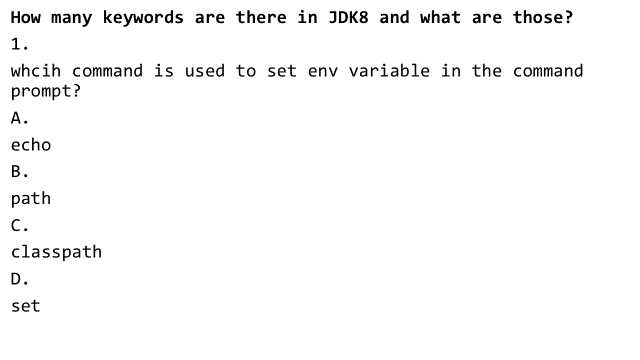 How many keywords are there in JDK8 and what are those?
1.
whcih command is used to set env variable in the command
prompt?
A.
echo
B.
path
C.
classpath
D.
set